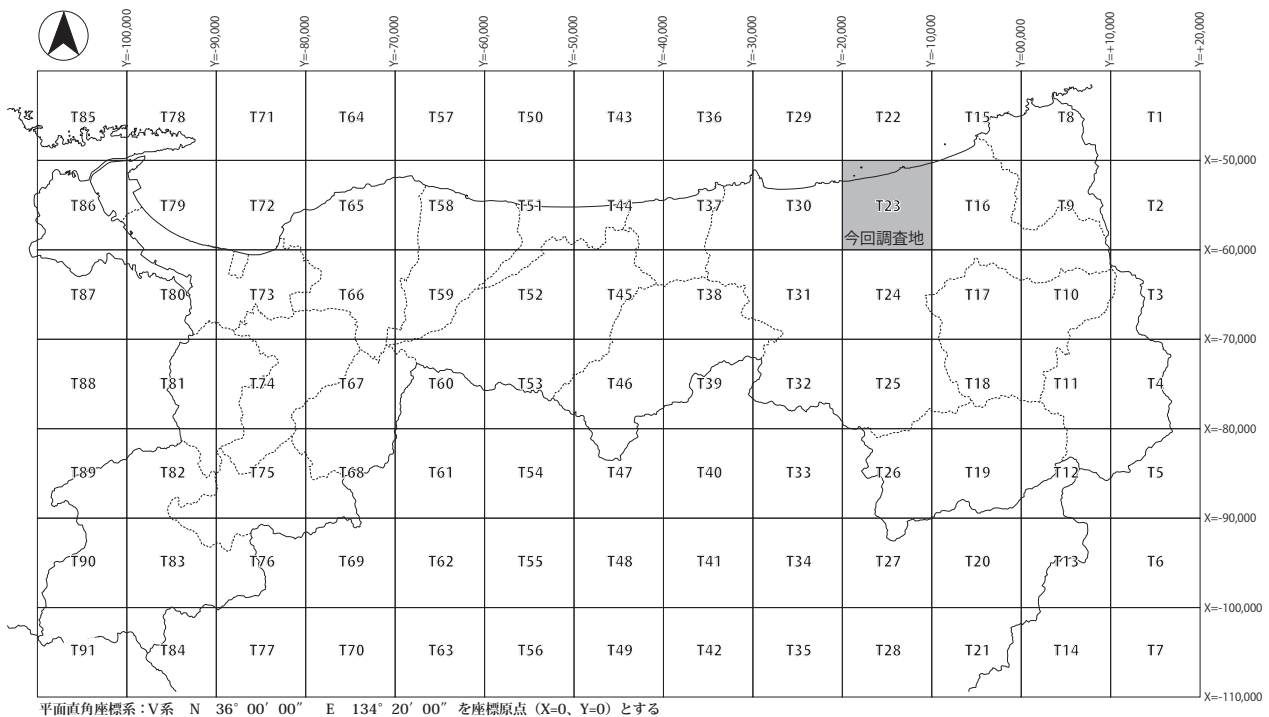 Y=-100,000 Y=-90,000 Y=-80,000 Y=-70,000 Y=-60,000 Y=-50,000 Y=-40,000 Y=-30,000 Y=-20,000 Y=-10,000 Y=00,000 Y=+10,000 Y=+20,000
T85 T78 T71 T64 T57 T50 T43 T36 T29 T22 T15 T8 T1
X=-50,000
T86 T79 T72 T65 T58 T51 T44 T37 T30 T23 T16 T9 T2
今回調査地
X=-60,000
T87 T80 T73 T66 T59 T52 T45 T38 T31 T24 T17 T10 T3
X=-70,000
T88 T81 T74 T67 T60 T53 T46 T39 T32 T25 T18 T11 T4
X=-80,000
T89 T82 T75 T68 T61 T54 T47 T40 T33 T26 T19 T12 T5
X=-90,000
T90 T83 T76 T69 T62 T55 T48 T41 T34 T27 T20 T13 T6
X=-100,000
T91 T84 T77 T70 T63 T56 T49 T42 T35 T28 T21 T14 T7
X=-110,000
平面直角座標系：V系　N　36°00′00″　E　134°20′00″　を座標原点（X=0、Y=0）とする